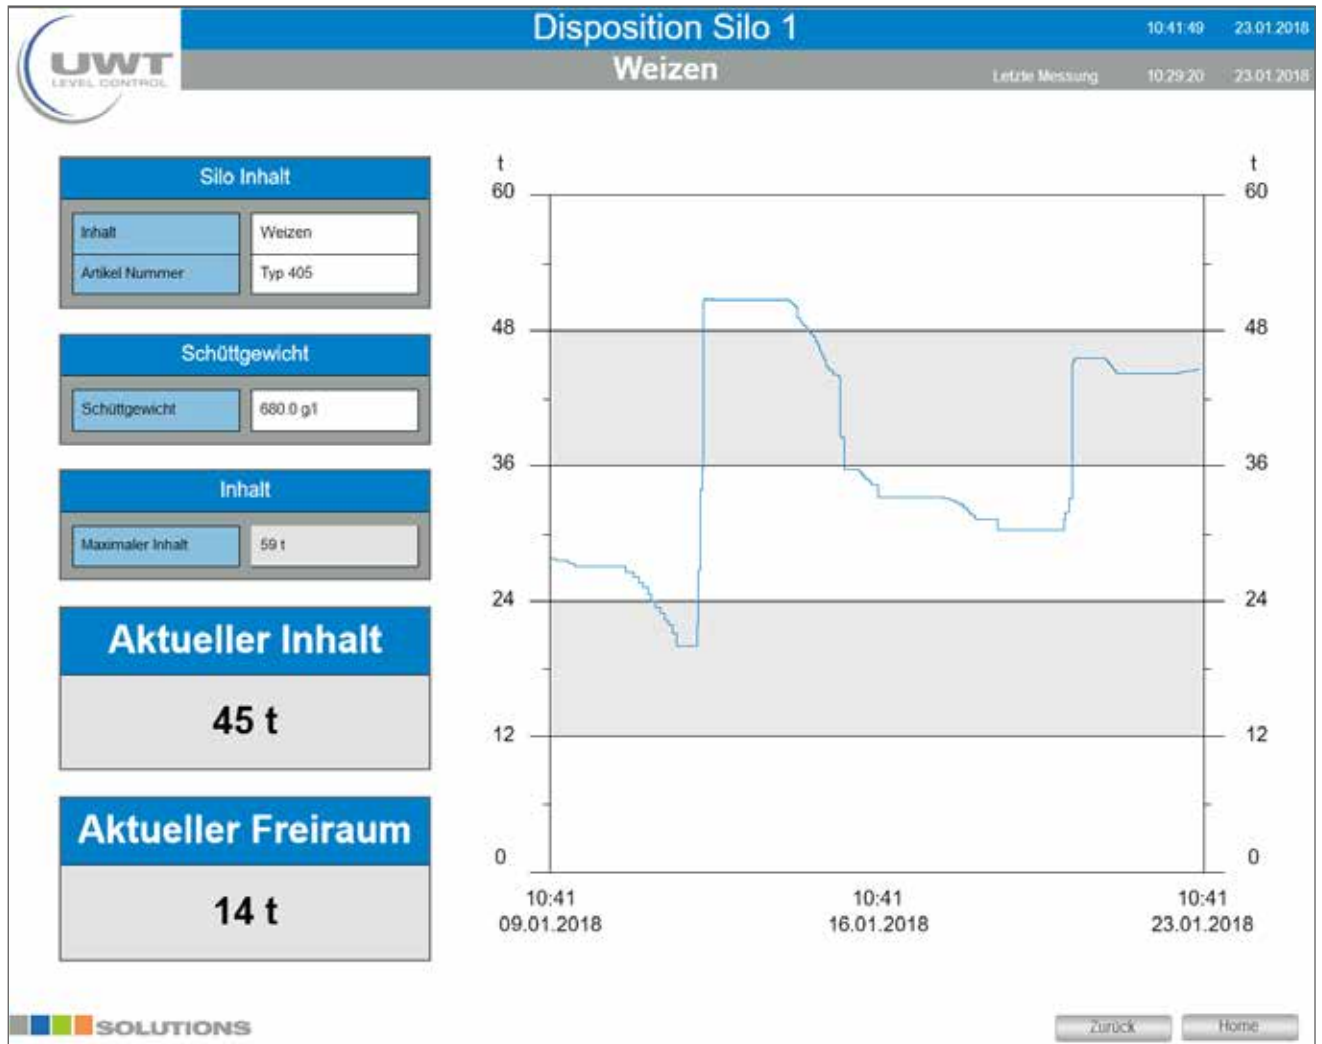 UWT
LEVEL CONTROL
Disposition Silo 1
10:41:49 23.01.2018
Weizen
Letzte Messung 10:29:20 23.01.2018
Silo Inhalt
Inhalt Weizen
Artikel Nummer Typ 405
Schüttgewicht
Schüttgewicht 680.0 g/l
Inhalt
Maximaler Inhalt 59 t
Aktueller Inhalt
45 t
Aktueller Freiraum
14 t
t t
60 60
48 48
36 36
24 24
12 12
0 0
10:41 10:41 10:41
09.01.2018 16.01.2018 23.01.2018
SOLUTIONS
Zurück Home